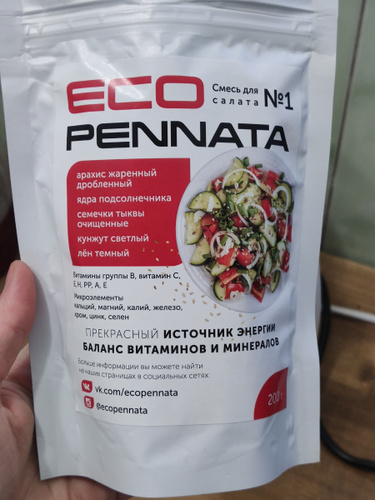 ECO
Смесь для
салата №1
PENNATA
арахис жаренный
дробленный
ядра подсолнечника
семечки тыквы
очищенные
кунжут светлый
лён темный
Витамины группы В, витамин С,
Е,Н, РР, А, Е
Микроэлементы
кальций, магний, калий, железо,
хром, цинк, селен
ПРЕКРАСНЫЙ ИСТОЧНИК ЭНЕРГИИ
БАЛАНС ВИТАМИНОВ И МИНЕРАЛОВ
Больше информации вы можете найти
на наших страницах в социальных сетях:
vk.com/ecopennata
@ecopennata
200